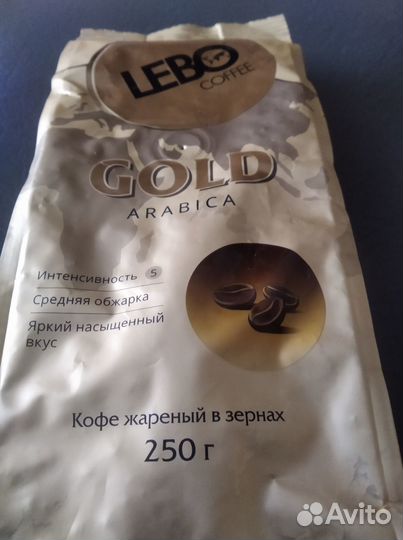 LEBO
COFFEE
GOLD
ARABICA
Интенсивность 5
Средняя обжарка
Яркий насыщенный
вкус
Кофе жареный в зернах
250 г
Avito